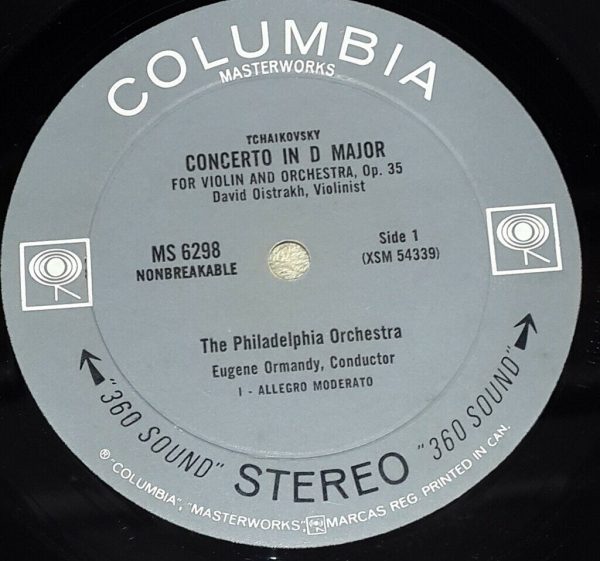 COLUMBIA
MASTERWORKS
TCHAIKOVSKY
CONCERTO IN D MAJOR
FOR VIOLIN AND ORCHESTRA, Op. 35
David Oistrakh, Violinist
MS 6298
NONBREAKABLE
Side 1
(XSM 54339)
The Philadelphia Orchestra
Eugene Ormandy, Conductor
I - ALLEGRO MODERATO
"360 SOUND" STEREO "360 SOUND"
® "COLUMBIA", "MASTERWORKS", MARCAS REG. PRINTED IN CAN.